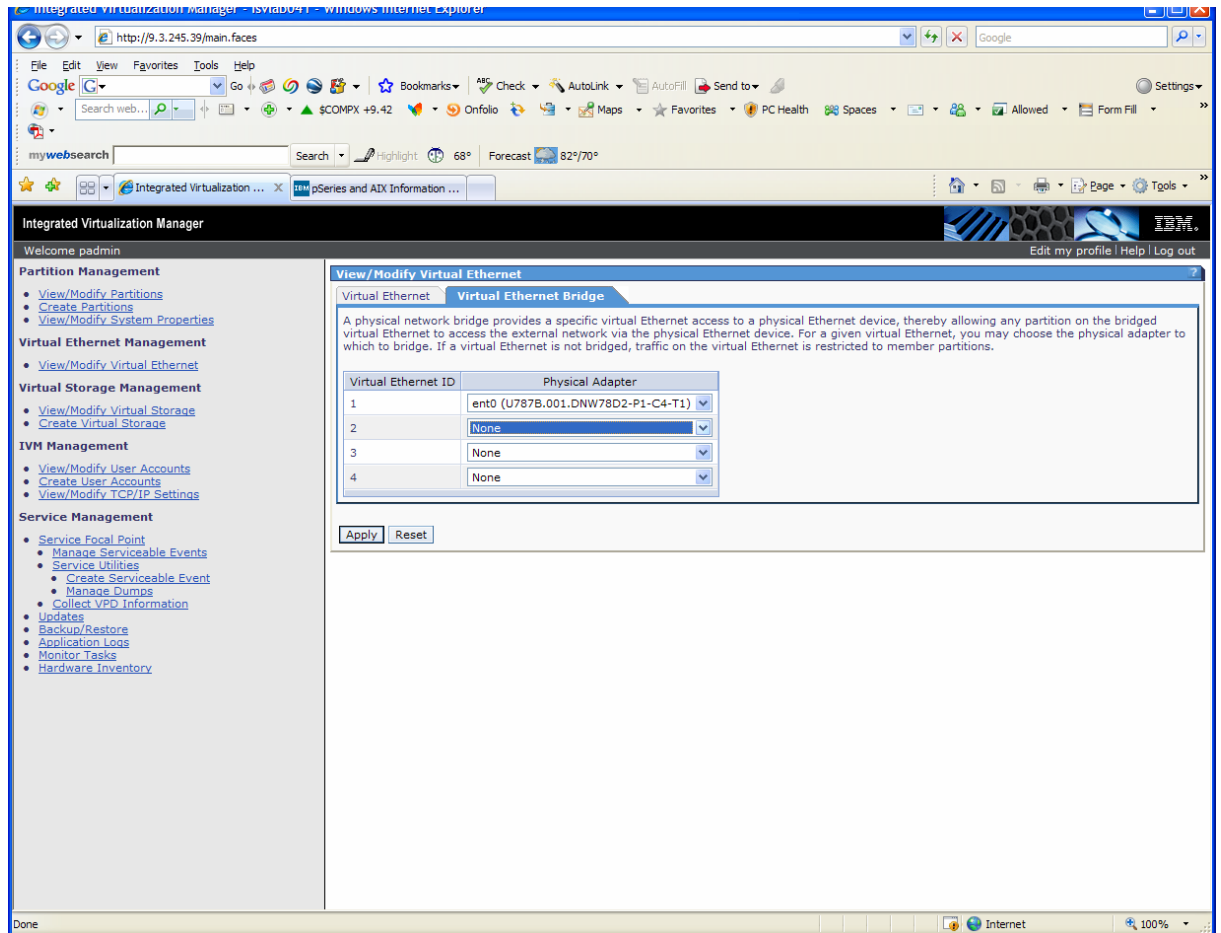 Integrated Virtualization Manager - isvlab041 - Windows Internet Explorer
http://9.3.245.39/main.faces
Google
File Edit View Favorites Tools Help
Google G Go Bookmarks ABC Check AutoLink AutoFill Send to Settings
Search web... $COMPX +9.42 Onfolio Maps Favorites PC Health Spaces Allowed Form Fill »
mywebsearch Search Highlight 68° Forecast 82°/70°
Integrated Virtualization ... X IBM pSeries and AIX Information ... Page Tools »
Integrated Virtualization Manager IBM.
Welcome padmin Edit my profile | Help | Log out
Partition Management
View/Modify Partitions
Create Partitions
View/Modify System Properties
Virtual Ethernet Management
View/Modify Virtual Ethernet
Virtual Storage Management
View/Modify Virtual Storage
Create Virtual Storage
IVM Management
View/Modify User Accounts
Create User Accounts
View/Modify TCP/IP Settings
Service Management
Service Focal Point
Manage Serviceable Events
Service Utilities
Create Serviceable Event
Manage Dumps
Collect VPD Information
Updates
Backup/Restore
Application Logs
Monitor Tasks
Hardware Inventory
View/Modify Virtual Ethernet ?
Virtual Ethernet Virtual Ethernet Bridge
A physical network bridge provides a specific virtual Ethernet access to a physical Ethernet device, thereby allowing any partition on the bridged
virtual Ethernet to access the external network via the physical Ethernet device. For a given virtual Ethernet, you may choose the physical adapter to
which to bridge. If a virtual Ethernet is not bridged, traffic on the virtual Ethernet is restricted to member partitions.
Virtual Ethernet ID Physical Adapter
1 ent0 (U787B.001.DNW78D2-P1-C4-T1)
2 None
3 None
4 None
Apply Reset
Done Internet 100%